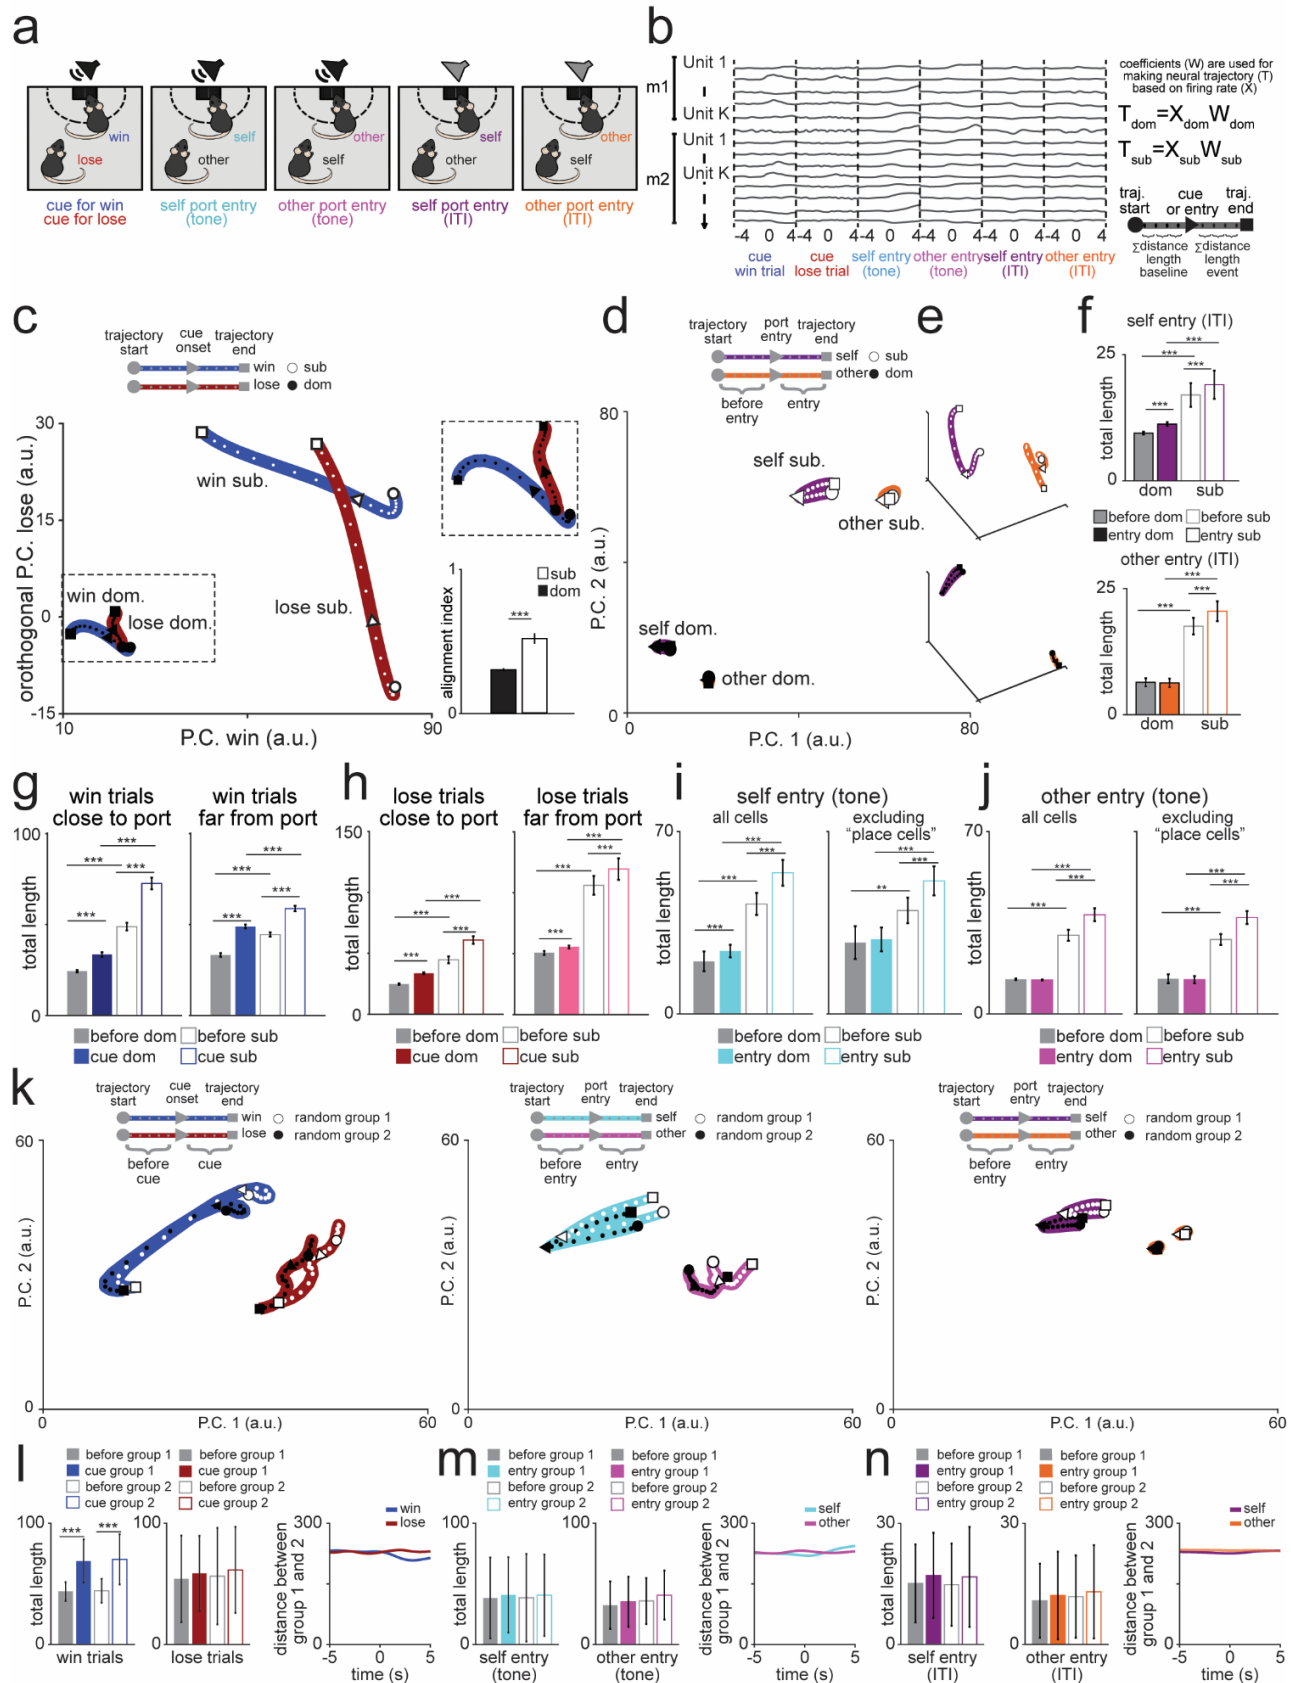 a
win
lose
cue for win
cue for lose
self
other
self port entry
(tone)
other
self
other port entry
(tone)
self
other
self port entry
(ITI)
other
self
other port entry
(ITI)
b
m1
Unit 1
Unit K
m2
Unit 1
Unit K
-4 0 4-4 0 4-4 0 4-4 0 4-4 0 4-4 0 4
cue
win trial
cue
lose trial
self entry
(tone)
other entry
(tone)
self entry
(ITI)
other entry
(ITI)
coefficients (W) are used for
making neural trajectory (T)
based on firing rate (X)
Tdom=XdomWdom
Tsub=XsubWsub
traj.
start
cue
or entry
traj.
end
∑distance
length
baseline
∑distance
length
event
c
trajectory
start
cue
onset
trajectory
end
win
lose
sub
dom
orothogonal P.C. lose (a.u.)
30
15
0
-15
10
90
P.C. win (a.u.)
win sub.
lose sub.
win dom.
lose dom.
alignment index
1
0
sub
dom
***
d
trajectory
start
port
entry
trajectory
end
self
other
sub
dom
before
entry
entry
P.C. 2 (a.u.)
80
0
0
80
P.C. 1 (a.u.)
self sub.
other sub.
self dom.
other dom.
e
f
self entry (ITI)
total length
25
0
***
***
***
***
dom
sub
before dom
before sub
entry dom
entry sub
other entry (ITI)
total length
25
0
***
***
***
dom
sub
g
win trials
close to port
win trials
far from port
total length
100
0
***
***
***
***
***
***
***
***
before dom
before sub
cue dom
cue sub
h
lose trials
close to port
lose trials
far from port
total length
150
0
***
***
***
***
***
***
***
***
before dom
before sub
cue dom
cue sub
i
self entry (tone)
all cells
excluding
"place cells"
total length
70
0
***
***
***
***
***
***
**
before dom
before sub
entry dom
entry sub
j
other entry (tone)
all cells
excluding
"place cells"
total length
70
0
***
***
***
***
***
***
before dom
before sub
entry dom
entry sub
k
trajectory
start
cue
onset
trajectory
end
win
lose
random group 1
random group 2
before
cue
cue
P.C. 2 (a.u.)
60
0
0
60
P.C. 1 (a.u.)
trajectory
start
port
entry
trajectory
end
self
other
random group 1
random group 2
before
entry
entry
P.C. 2 (a.u.)
60
0
0
60
P.C. 1 (a.u.)
trajectory
start
port
entry
trajectory
end
self
other
random group 1
random group 2
before
entry
entry
P.C. 2 (a.u.)
60
0
0
60
P.C. 1 (a.u.)
l
before group 1
cue group 1
before group 2
cue group 2
before group 1
cue group 1
before group 2
cue group 2
total length
100
0
***
***
win trials
100
0
lose trials
win
lose
distance between
group 1 and 2
300
0
-5 0 5
time (s)
m
before group 1
entry group 1
before group 2
entry group 2
before group 1
entry group 1
before group 2
entry group 2
total length
100
0
self entry
(tone)
100
0
other entry
(tone)
self
other
distance between
group 1 and 2
300
0
-5 0 5
time (s)
n
before group 1
entry group 1
before group 2
entry group 2
before group 1
entry group 1
before group 2
entry group 2
total length
30
0
self entry
(ITI)
30
0
other entry
(ITI)
self
other
distance between
group 1 and 2
300
0
-5 0 5
time (s)